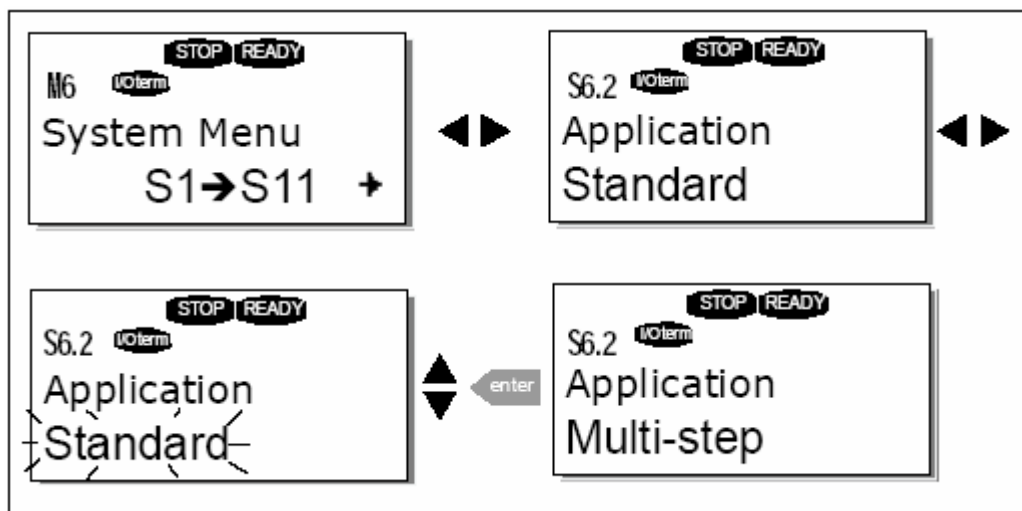 STOP READY
M6 I/Oterm
System Menu
S1➔S11
STOP READY
S6.2 I/Oterm
Application
Standard
STOP READY
S6.2 I/Oterm
Application
Standard
enter
STOP READY
S6.2 I/Oterm
Application
Multi-step